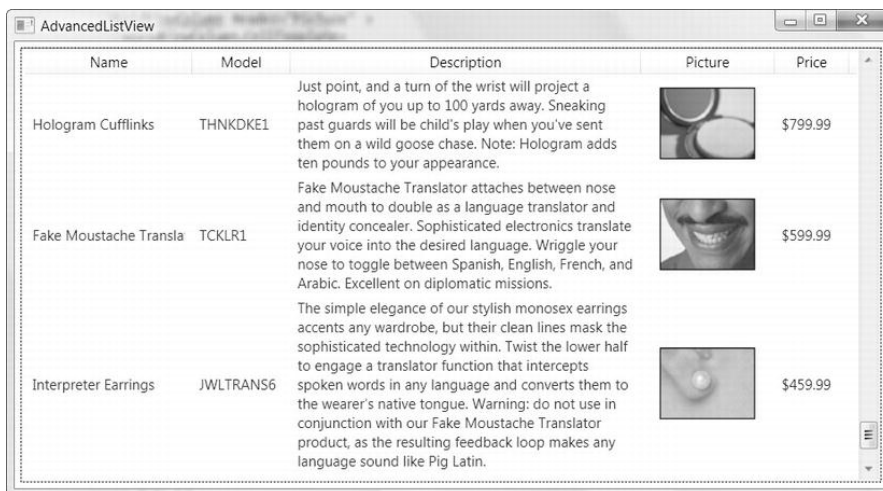 AdvancedListView
Name Model Description Picture Price
Just point, and a turn of the wrist will project a
hologram of you up to 100 yards away. Sneaking
Hologram Cufflinks THNKDKE1 past guards will be child's play when you've sent $799.99
them on a wild goose chase. Note: Hologram adds
ten pounds to your appearance.
Fake Moustache Translator attaches between nose
and mouth to double as a language translator and
identity concealer. Sophisticated electronics translate
Fake Moustache Transla TCKLR1 your voice into the desired language. Wriggle your $599.99
nose to toggle between Spanish, English, French, and
Arabic. Excellent on diplomatic missions.
The simple elegance of our stylish monosex earrings
accents any wardrobe, but their clean lines mask the
sophisticated technology within. Twist the lower half
to engage a translator function that intercepts
Interpreter Earrings JWLTRANS6 spoken words in any language and converts them to $459.99
the wearer's native tongue. Warning: do not use in
conjunction with our Fake Moustache Translator
product, as the resulting feedback loop makes any
language sound like Pig Latin.